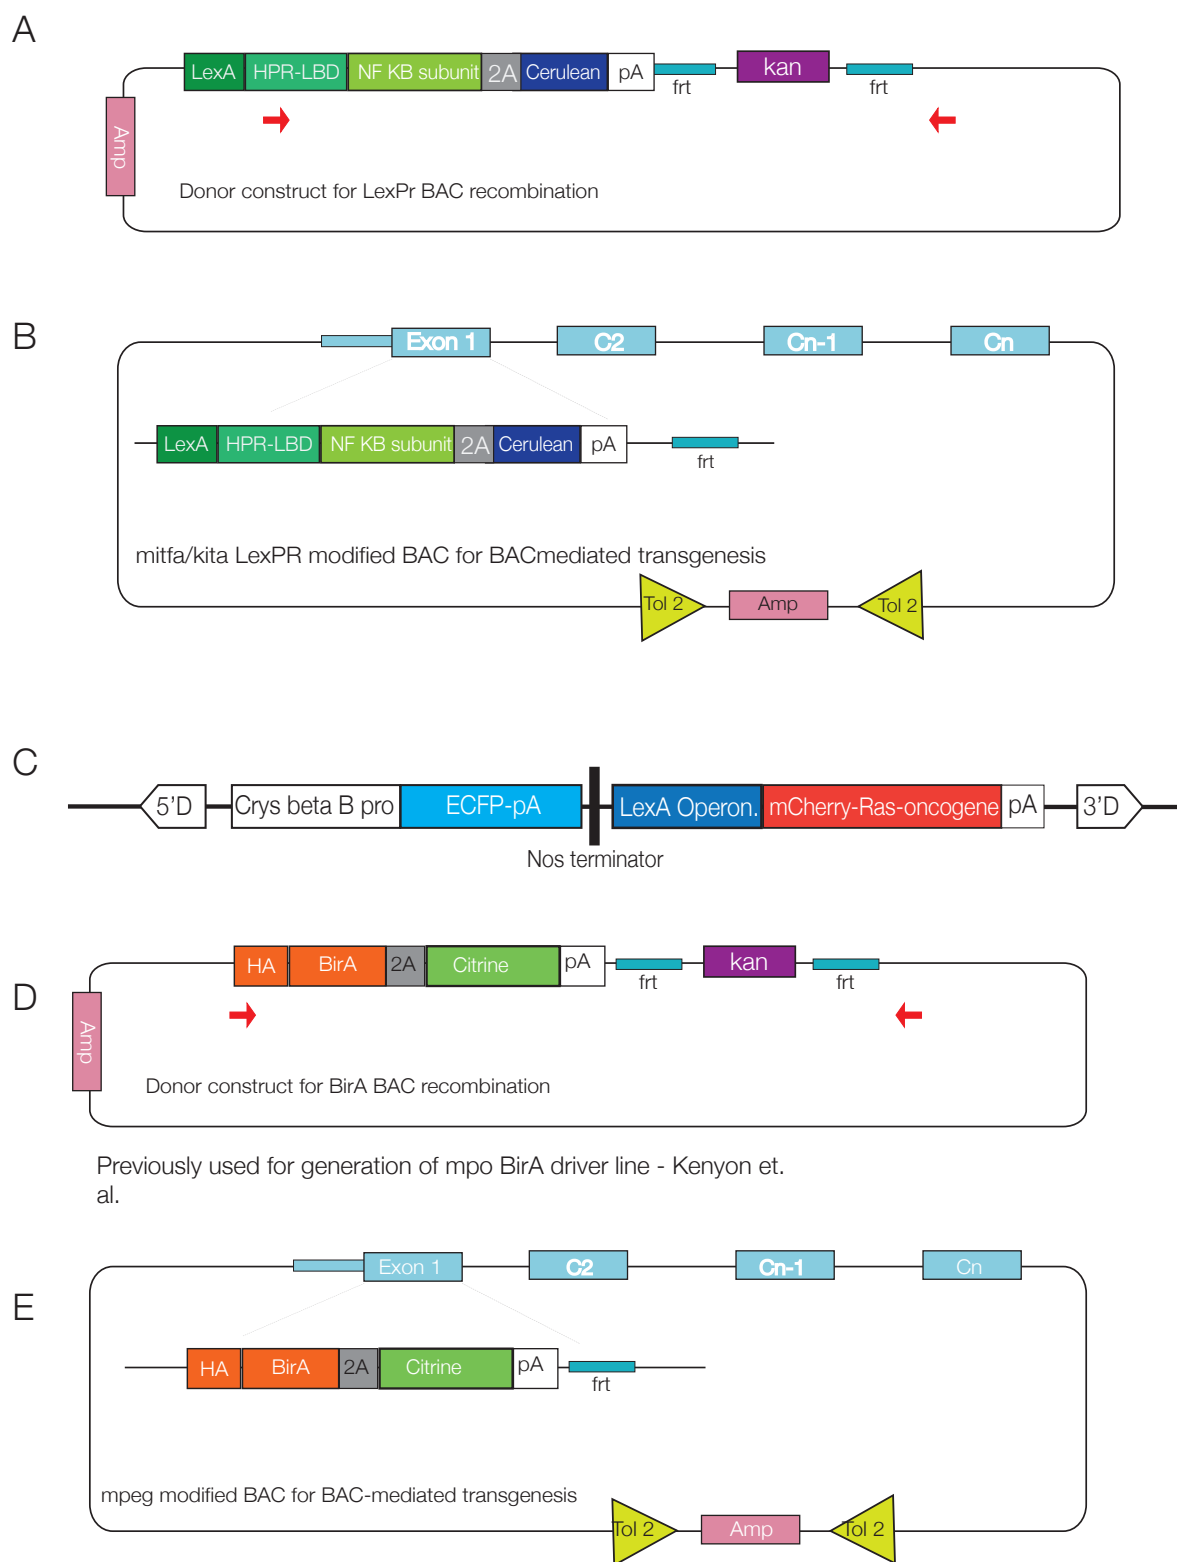 A
LexA HPR-LBD NF KB subunit 2A Cerulean pA kan
frt frt
Amp
Donor construct for LexPr BAC recombination
B
Exon 1 C2 Cn-1 Cn
LexA HPR-LBD NF KB subunit 2A Cerulean pA
frt
mitfa/kita LexPR modified BAC for BACmediated transgenesis
Tol 2 Amp Tol 2
C
5'D Crys beta B pro ECFP-pA LexA Operon. mCherry-Ras-oncogene pA 3'D
Nos terminator
D
HA BirA 2A Citrine pA kan
frt frt
Amp
Donor construct for BirA BAC recombination
Previously used for generation of mpo BirA driver line - Kenyon et.
al.
E
Exon 1 C2 Cn-1 Cn
HA BirA 2A Citrine pA
frt
mpeg modified BAC for BAC-mediated transgenesis
Tol 2 Amp Tol 2